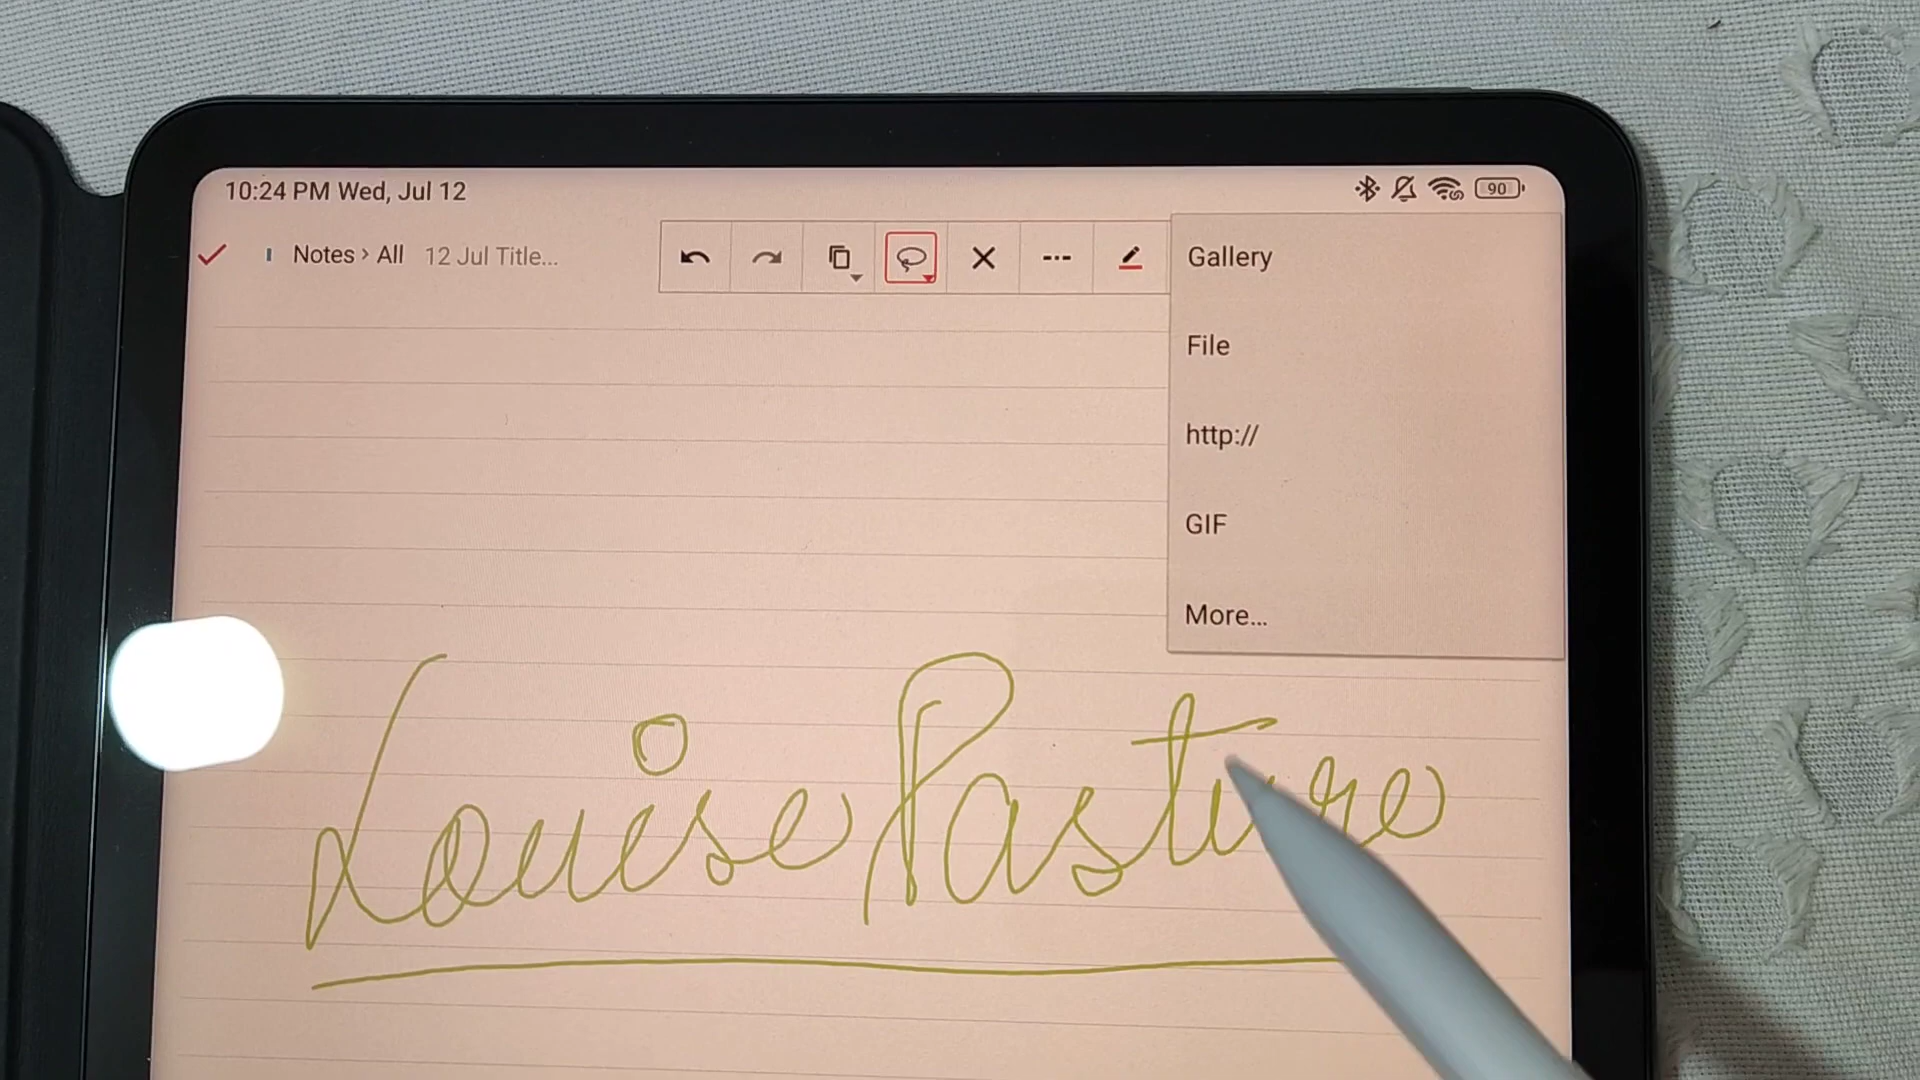 10:24 PM Wed, Jul 12
90
Notes > All 12 Jul Title...
Gallery
File
http://
GIF
More...
Louise Pasture